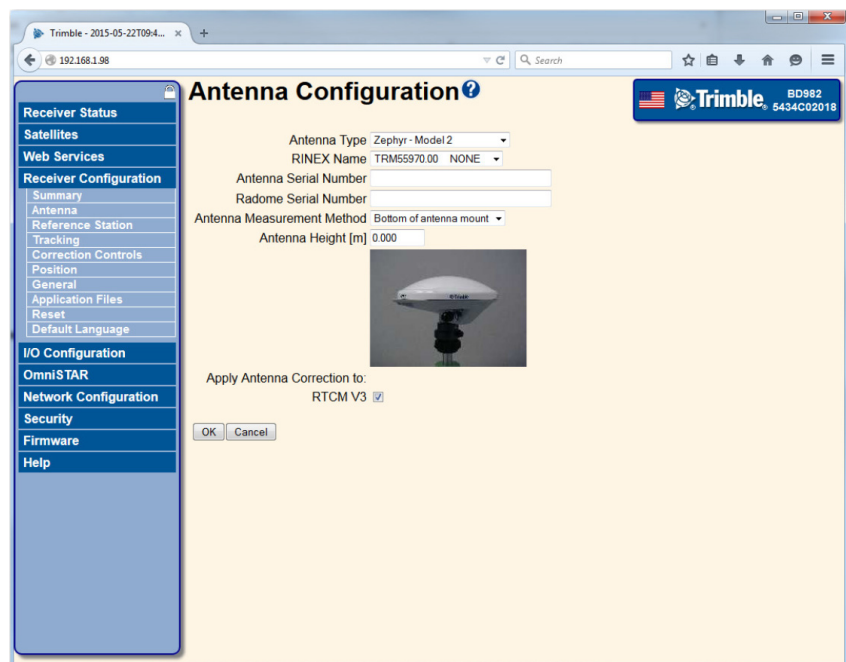 Trimble - 2015-05-22T09:4...
192.168.1.98
Search
Antenna Configuration
Trimble
BD982
5434C02018
Receiver Status
Satellites
Web Services
Receiver Configuration
Summary
Antenna
Reference Station
Tracking
Correction Controls
Position
General
Application Files
Reset
Default Language
I/O Configuration
OmniSTAR
Network Configuration
Security
Firmware
Help
Antenna Type Zephyr - Model 2
RINEX Name TRM55970.00 NONE
Antenna Serial Number
Radome Serial Number
Antenna Measurement Method Bottom of antenna mount
Antenna Height [m] 0.000
Trimble
Apply Antenna Correction to:
RTCM V3
OK Cancel